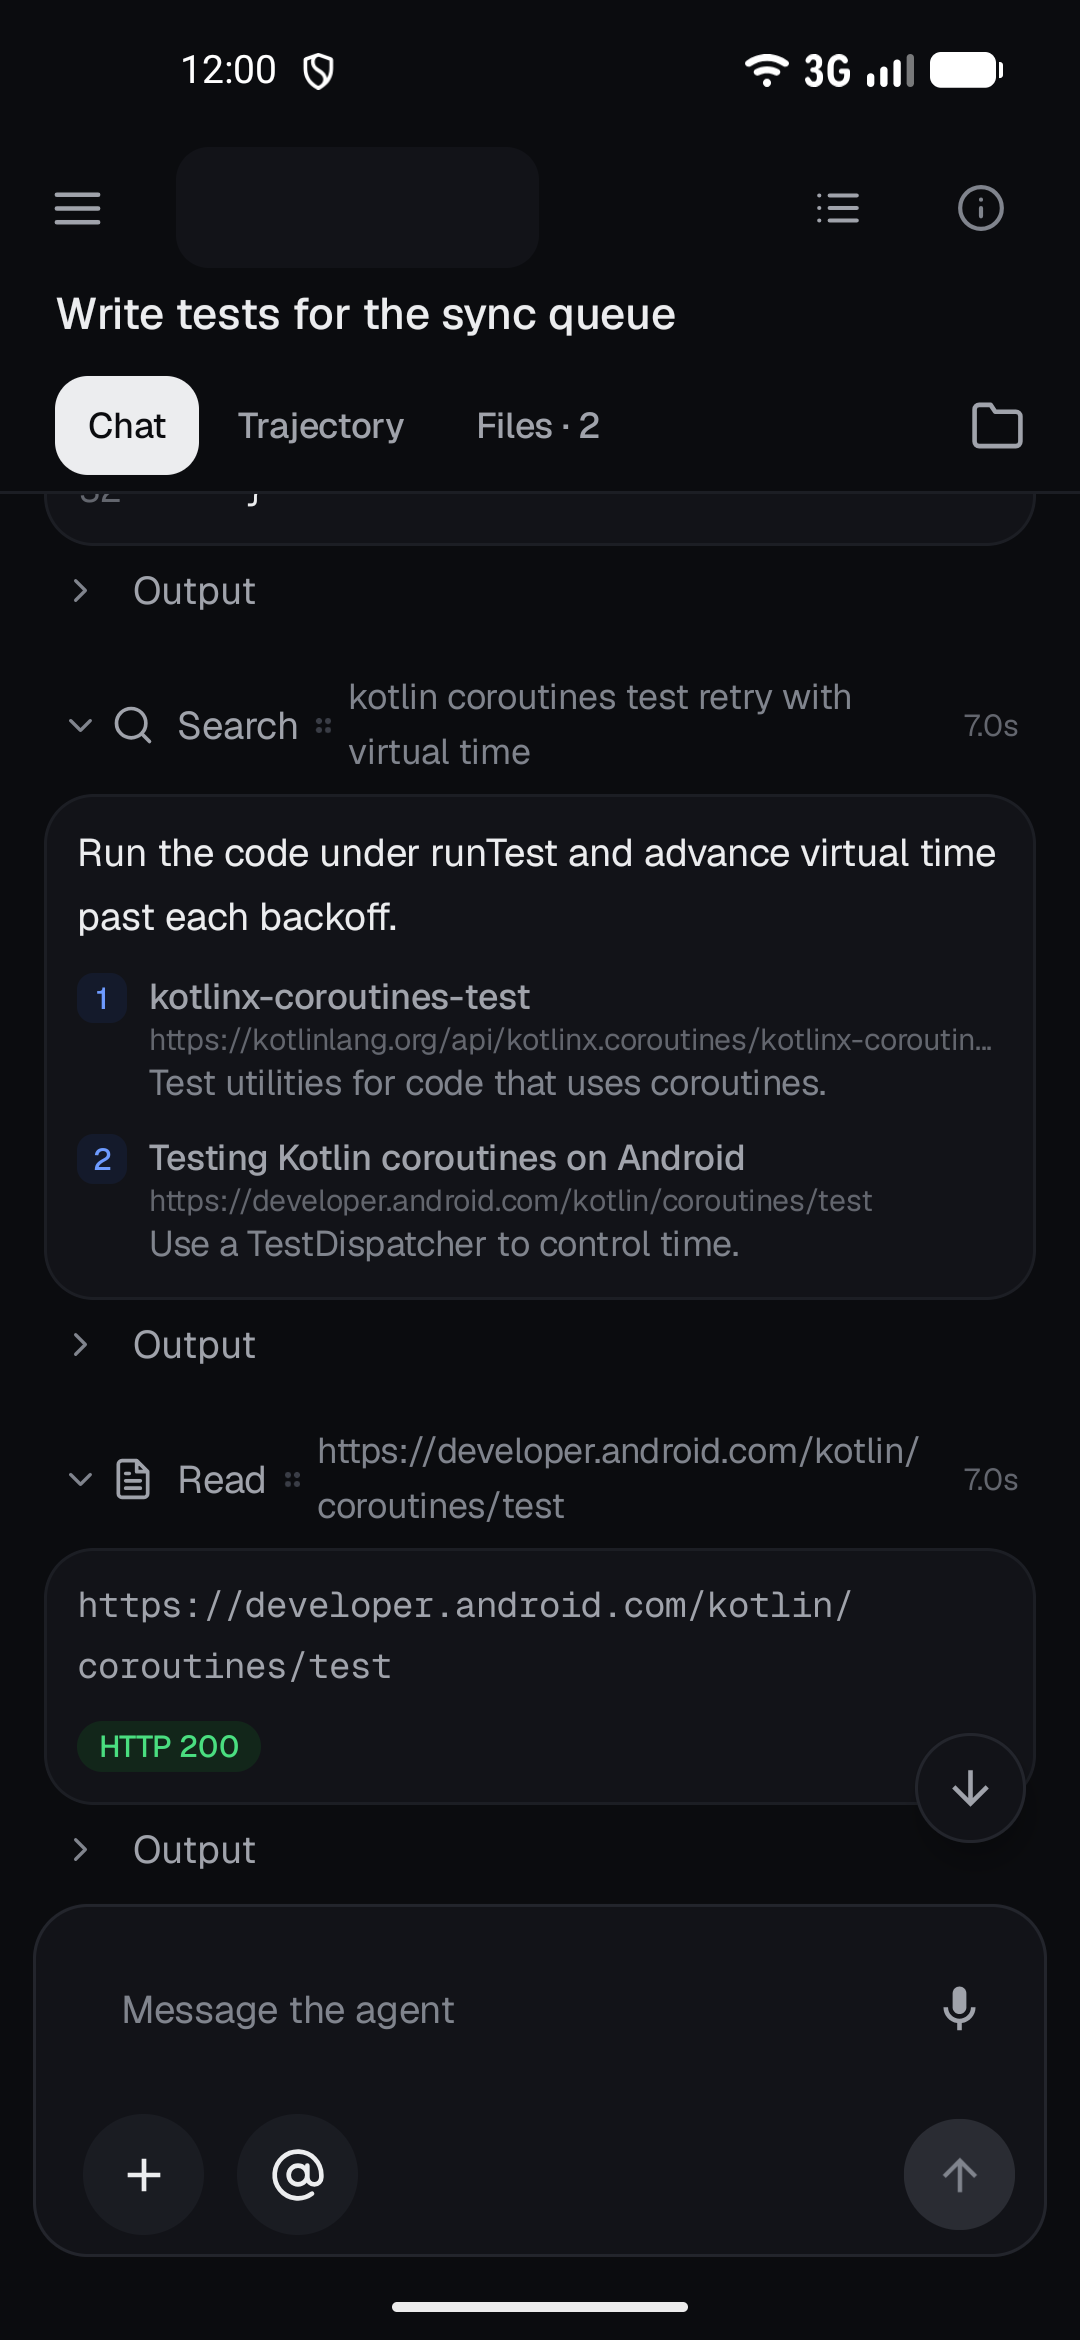 12:00
3G
Write tests for the sync queue
Chat
Trajectory
Files · 2
Output
Search
kotlin coroutines test retry with
virtual time
7.0s
Run the code under runTest and advance virtual time
past each backoff.
1
kotlinx-coroutines-test
https://kotlinlang.org/api/kotlinx.coroutines/kotlinx-coroutin...
Test utilities for code that uses coroutines.
2
Testing Kotlin coroutines on Android
https://developer.android.com/kotlin/coroutines/test
Use a TestDispatcher to control time.
Output
Read
https://developer.android.com/kotlin/
coroutines/test
7.0s
https://developer.android.com/kotlin/
coroutines/test
HTTP 200
Output
Message the agent